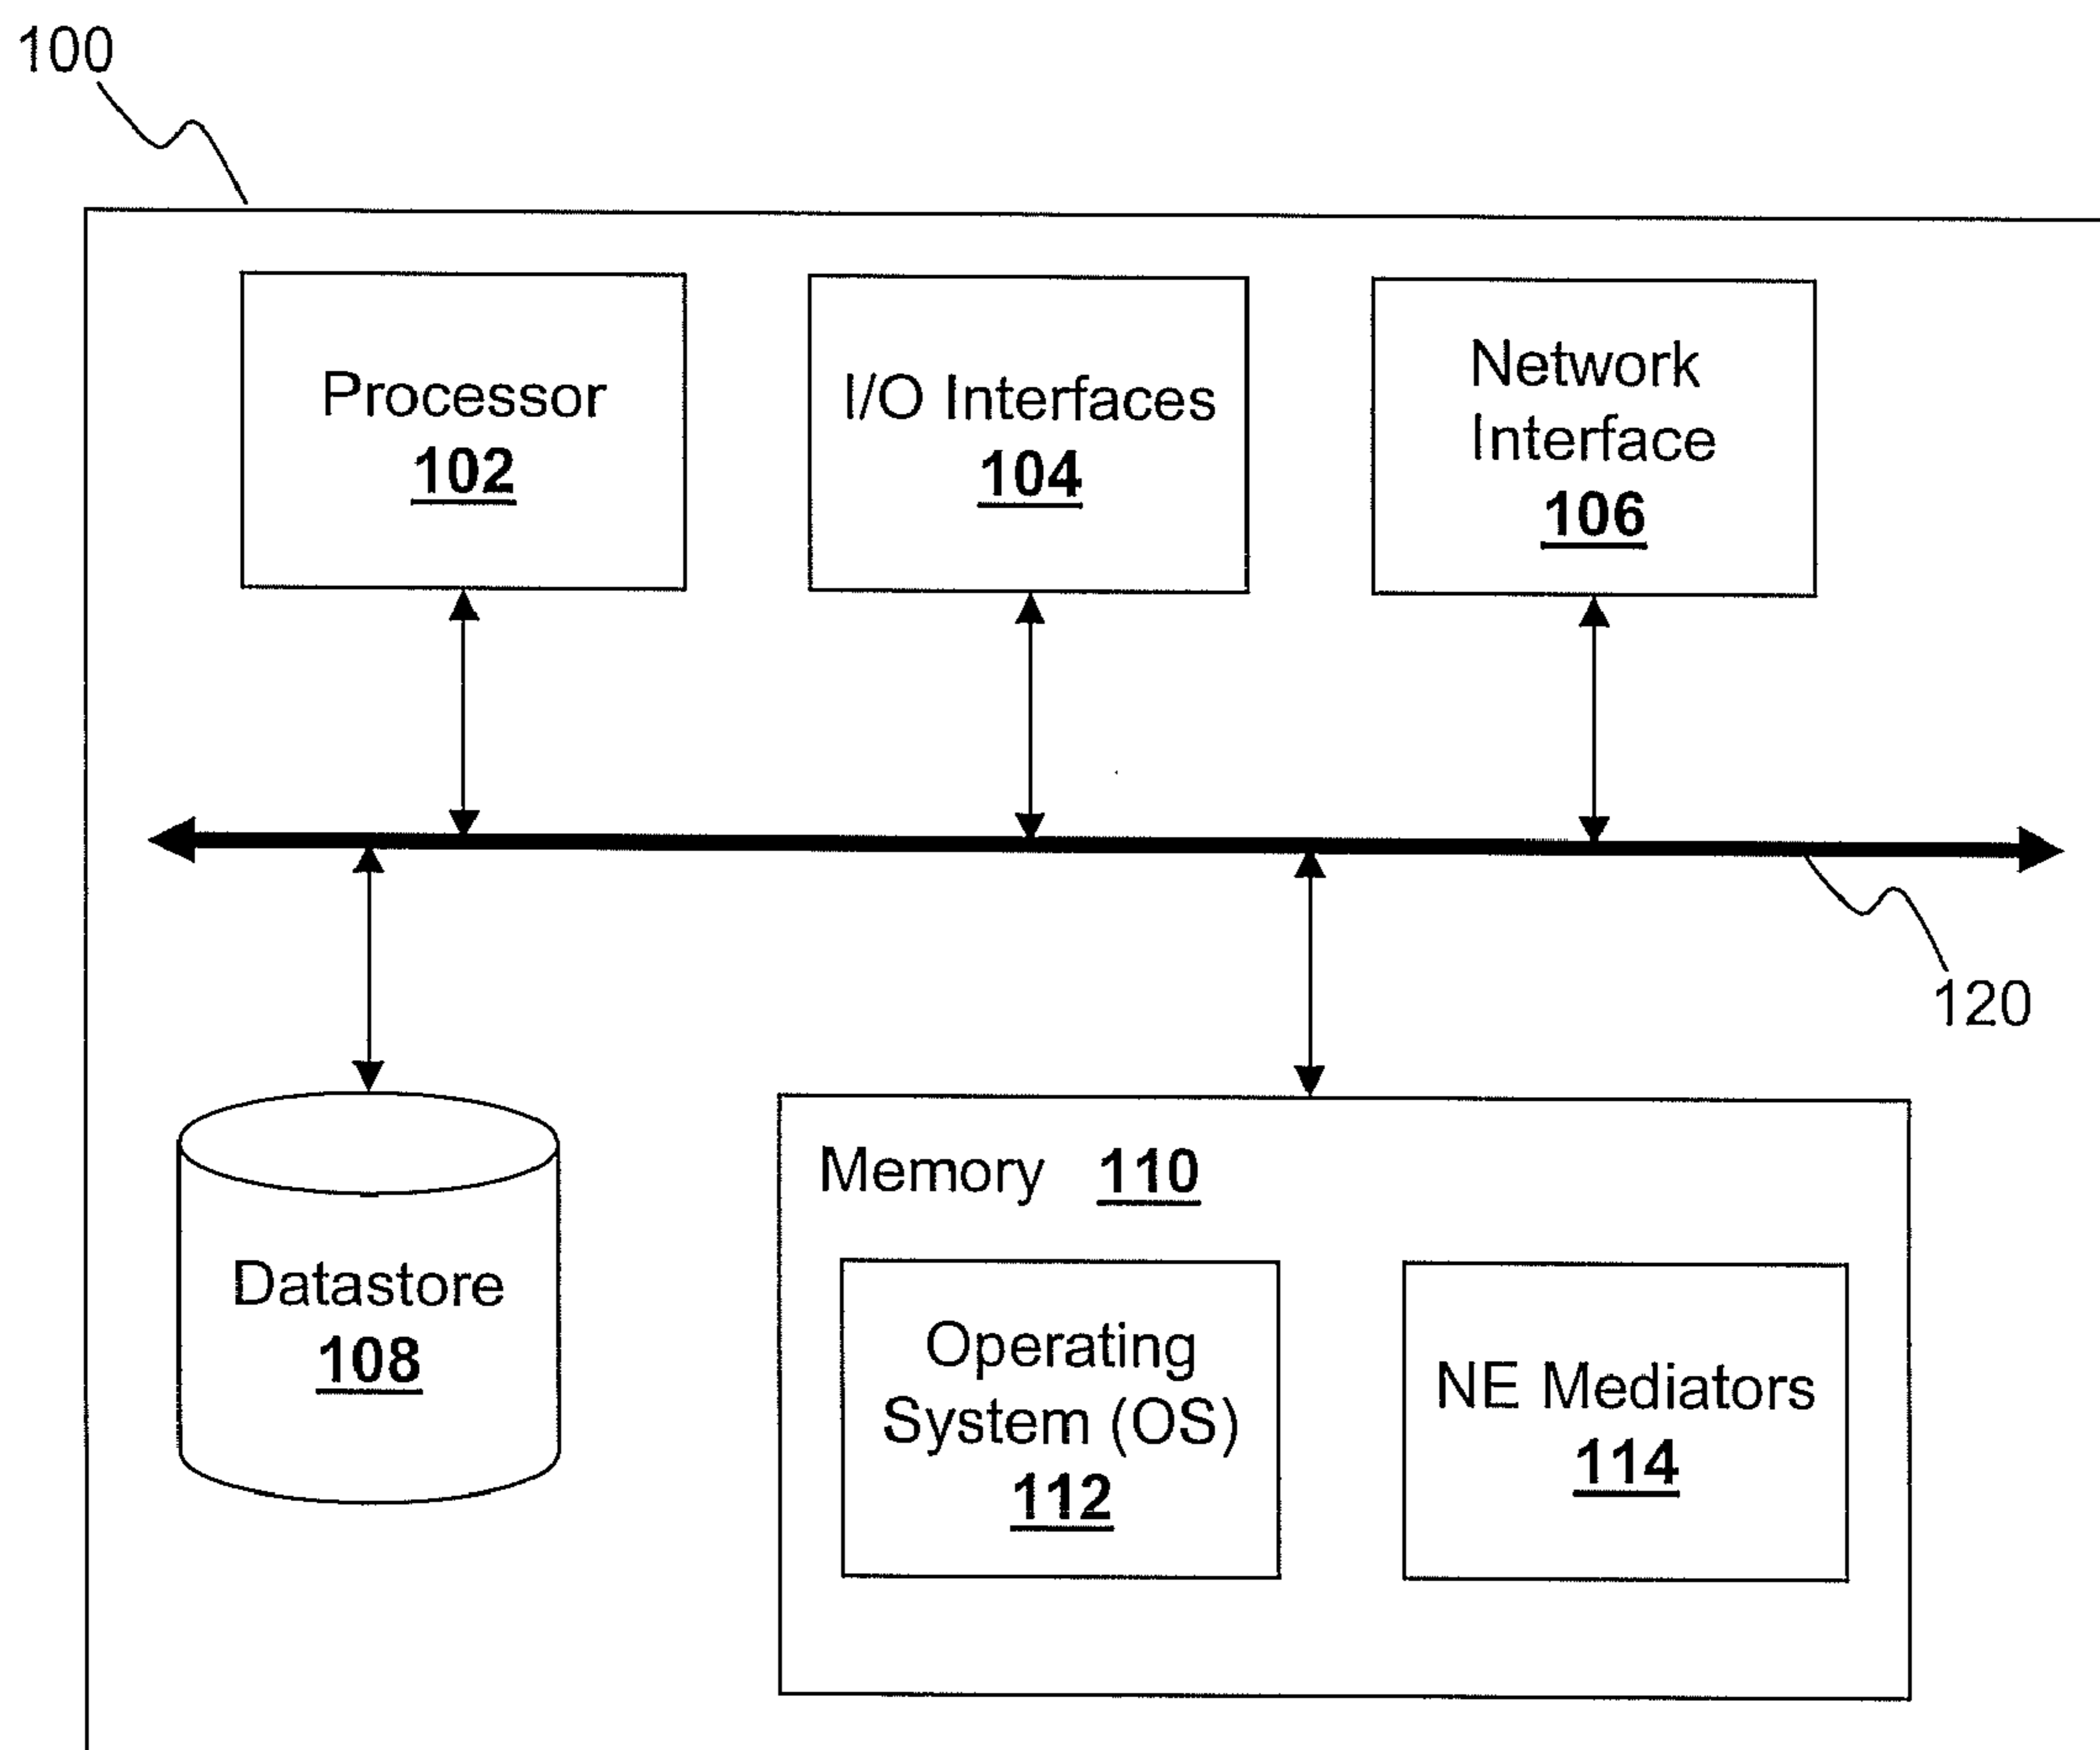 100
Processor
102
I/O Interfaces
104
Network
Interface
106
120
Datastore
108
Memory 110
Operating
System (OS)
112
NE Mediators
114